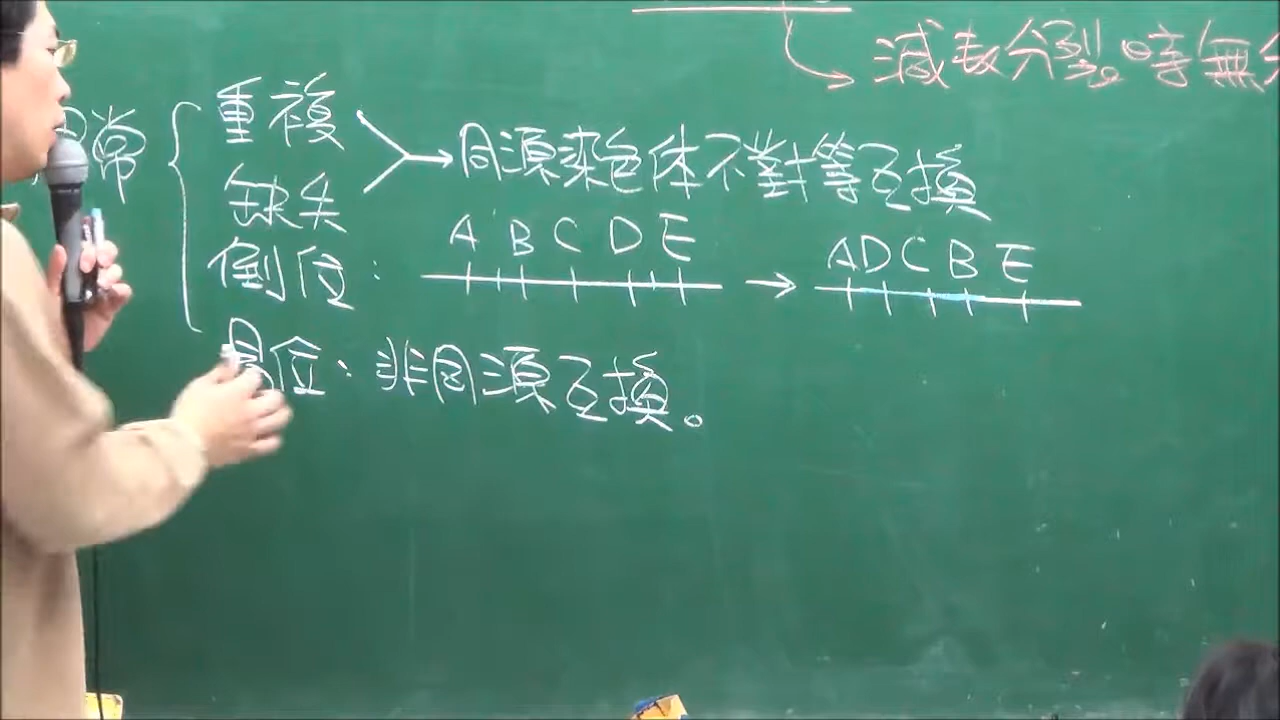 減數分裂時無分
異常
重複
同源染色体不對等互換
缺失
A B C D E
A D C B E
倒位：
→
易位：非同源互換。